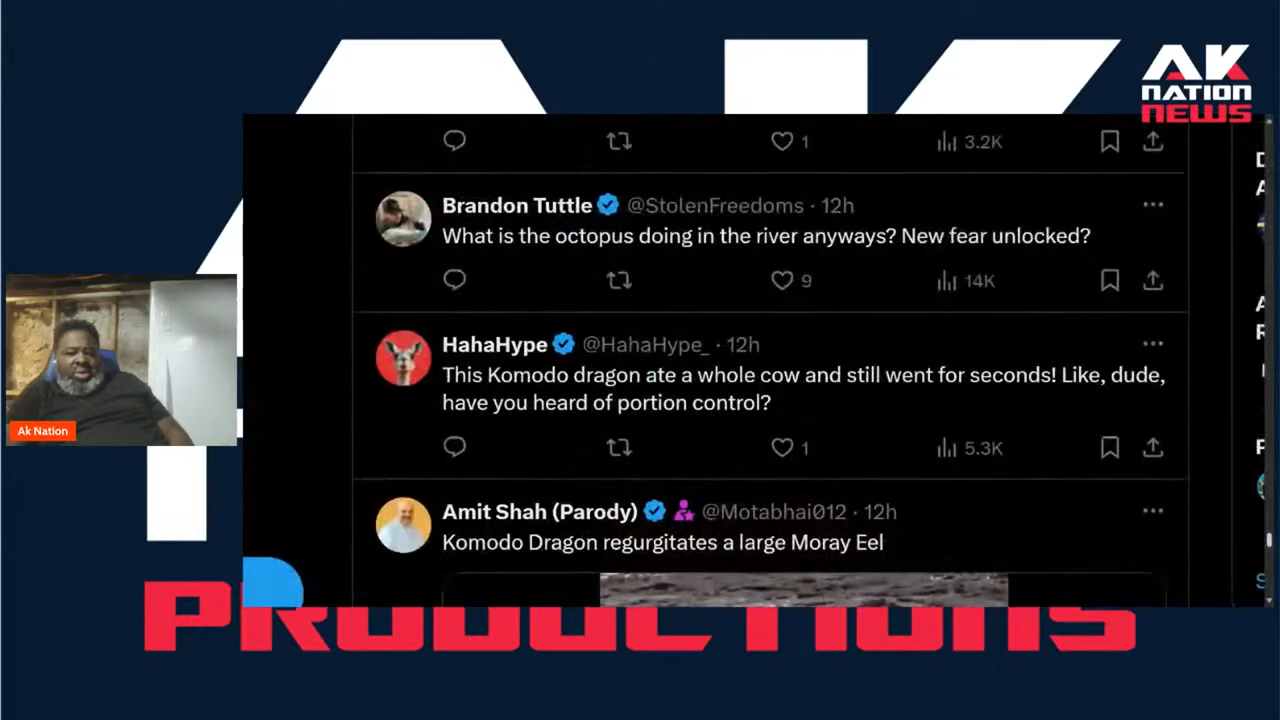 AK
NATION
NEWS
1
3.2K
Brandon Tuttle @StolenFreedoms · 12h
What is the octopus doing in the river anyways? New fear unlocked?
9
14K
HahaHype @HahaHype_ · 12h
This Komodo dragon ate a whole cow and still went for seconds! Like, dude,
have you heard of portion control?
1
5.3K
Amit Shah (Parody) @Motabhai012 · 12h
Komodo Dragon regurgitates a large Moray Eel
Ak Nation
PRODUCTIONS